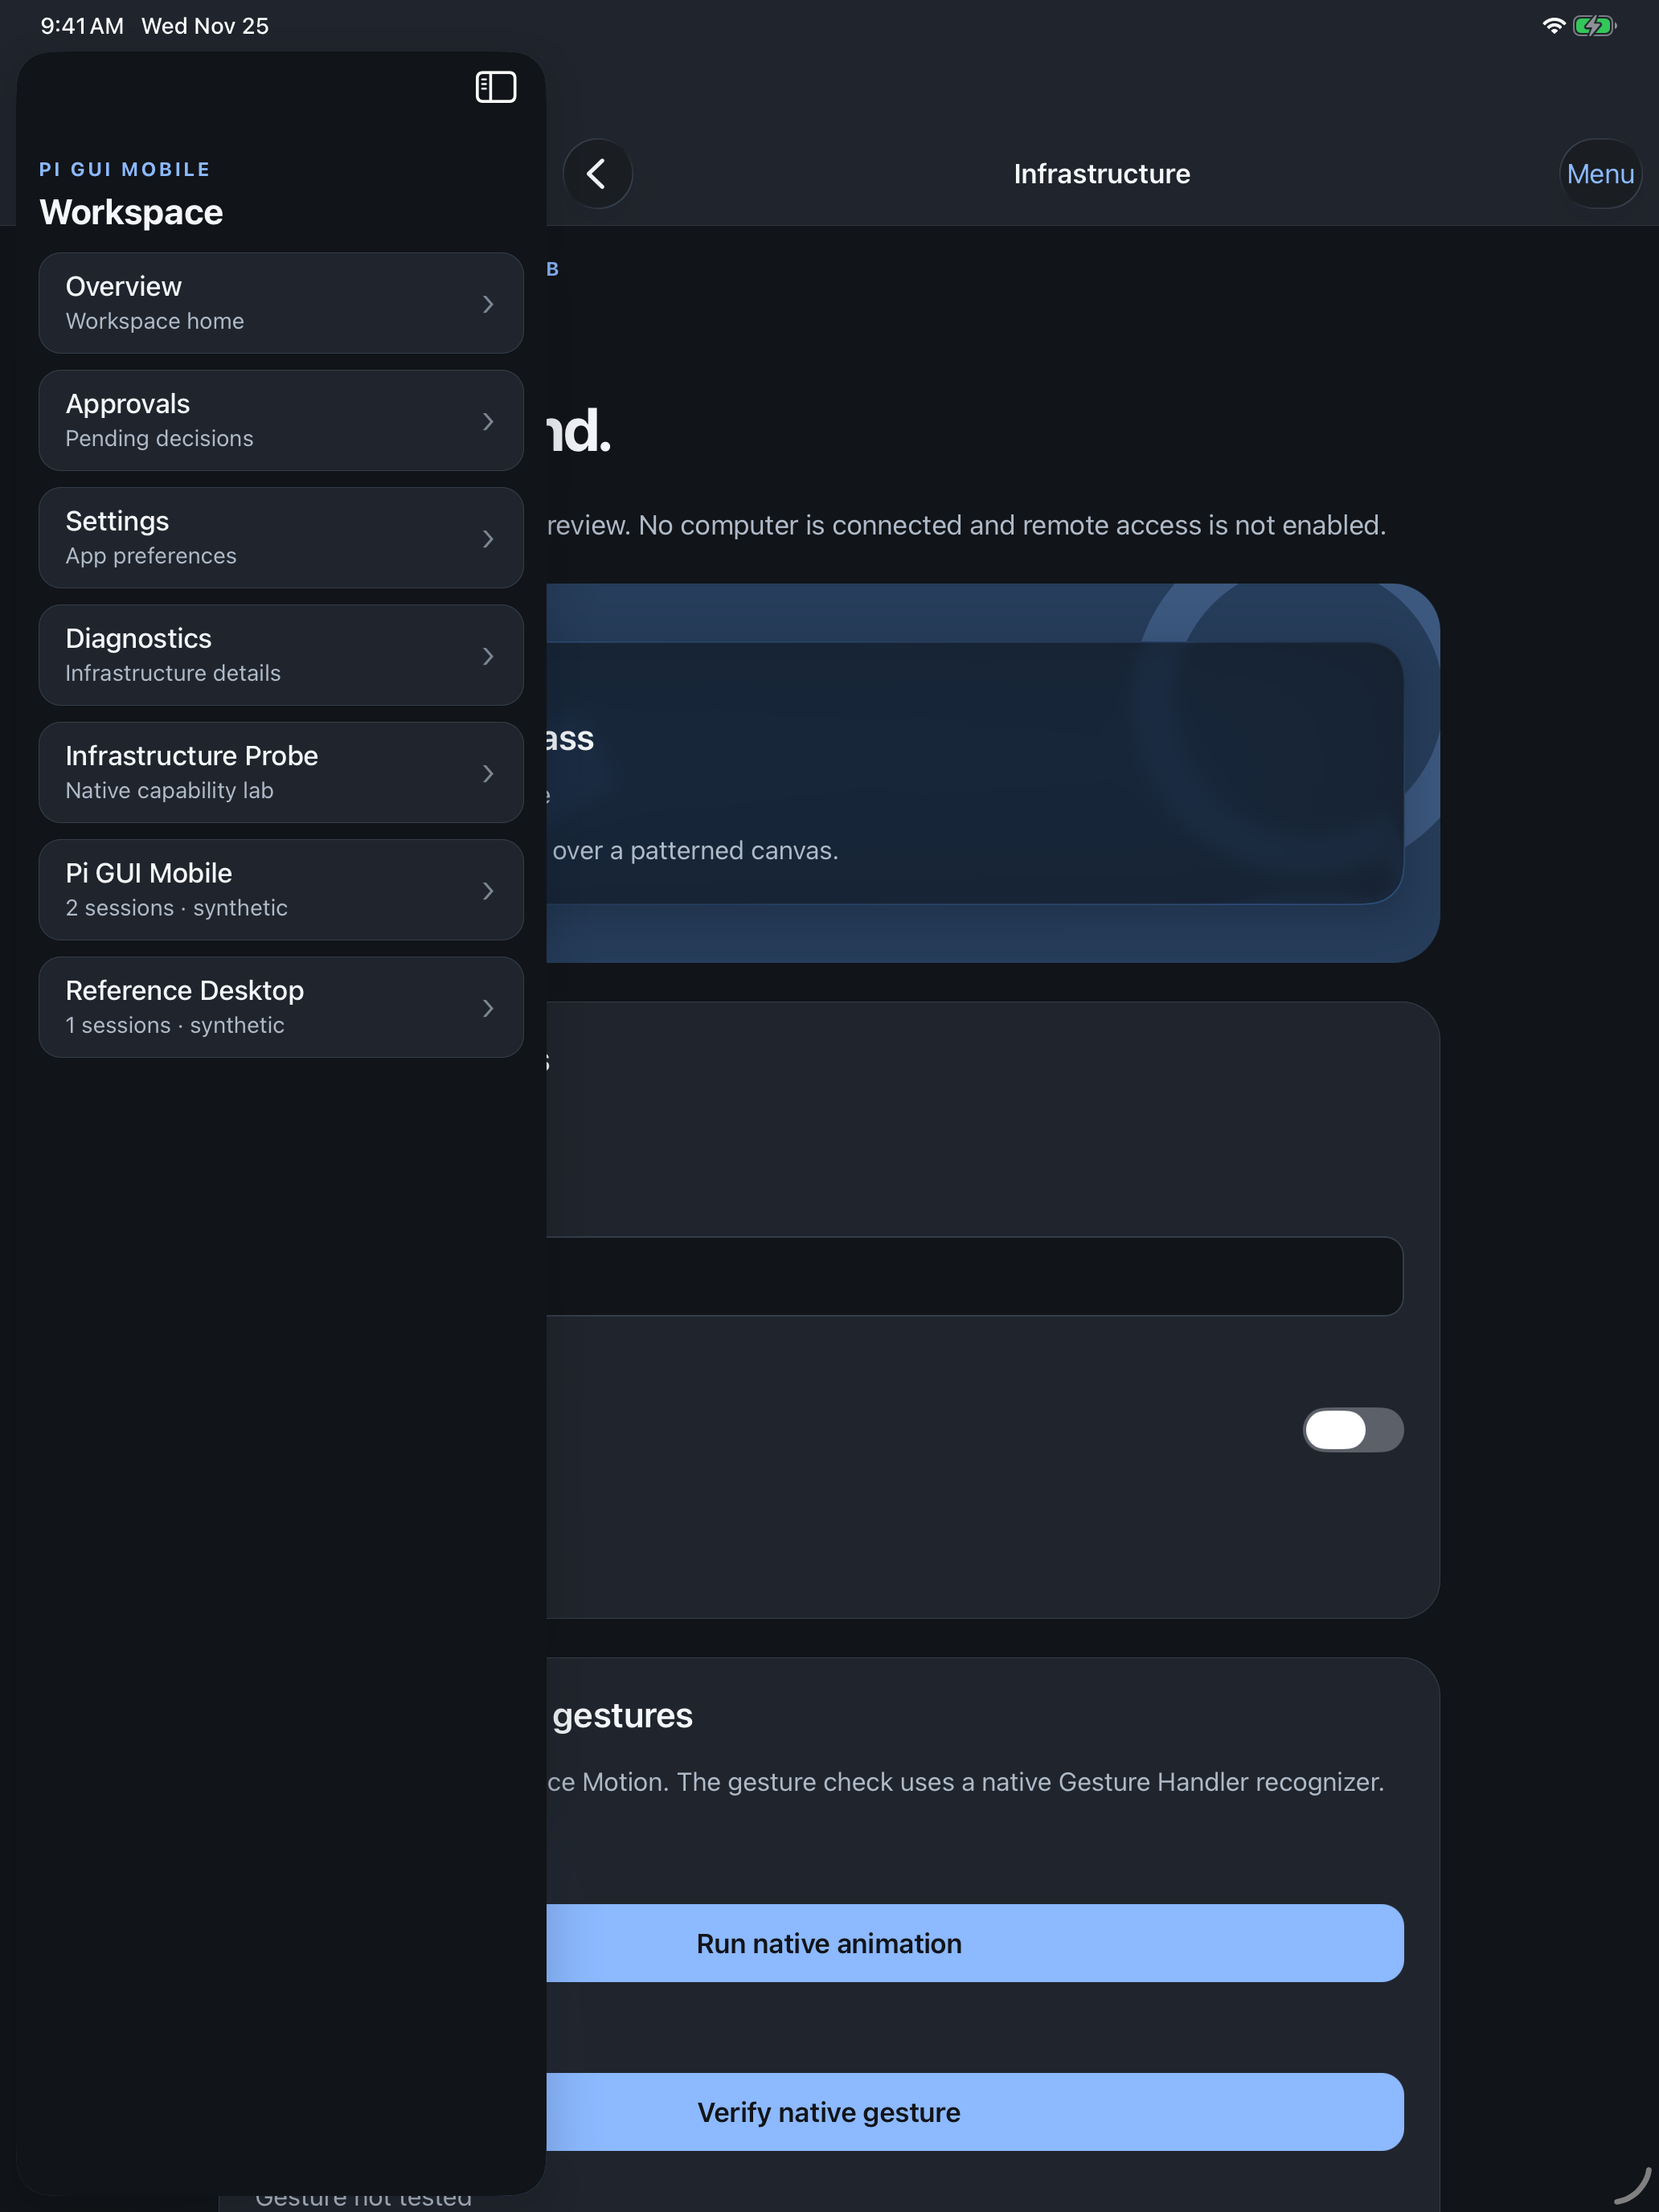 9:41 AM Wed Nov 25
PI GUI MOBILE
Workspace
Overview
Workspace home
Approvals
Pending decisions
Settings
App preferences
Diagnostics
Infrastructure details
Infrastructure Probe
Native capability lab
Pi GUI Mobile
2 sessions · synthetic
Reference Desktop
1 sessions · synthetic
Infrastructure
Menu
B
nd.
review. No computer is connected and remote access is not enabled.
ass
e
over a patterned canvas.
s
gestures
ce Motion. The gesture check uses a native Gesture Handler recognizer.
Run native animation
Verify native gesture
Gesture not tested